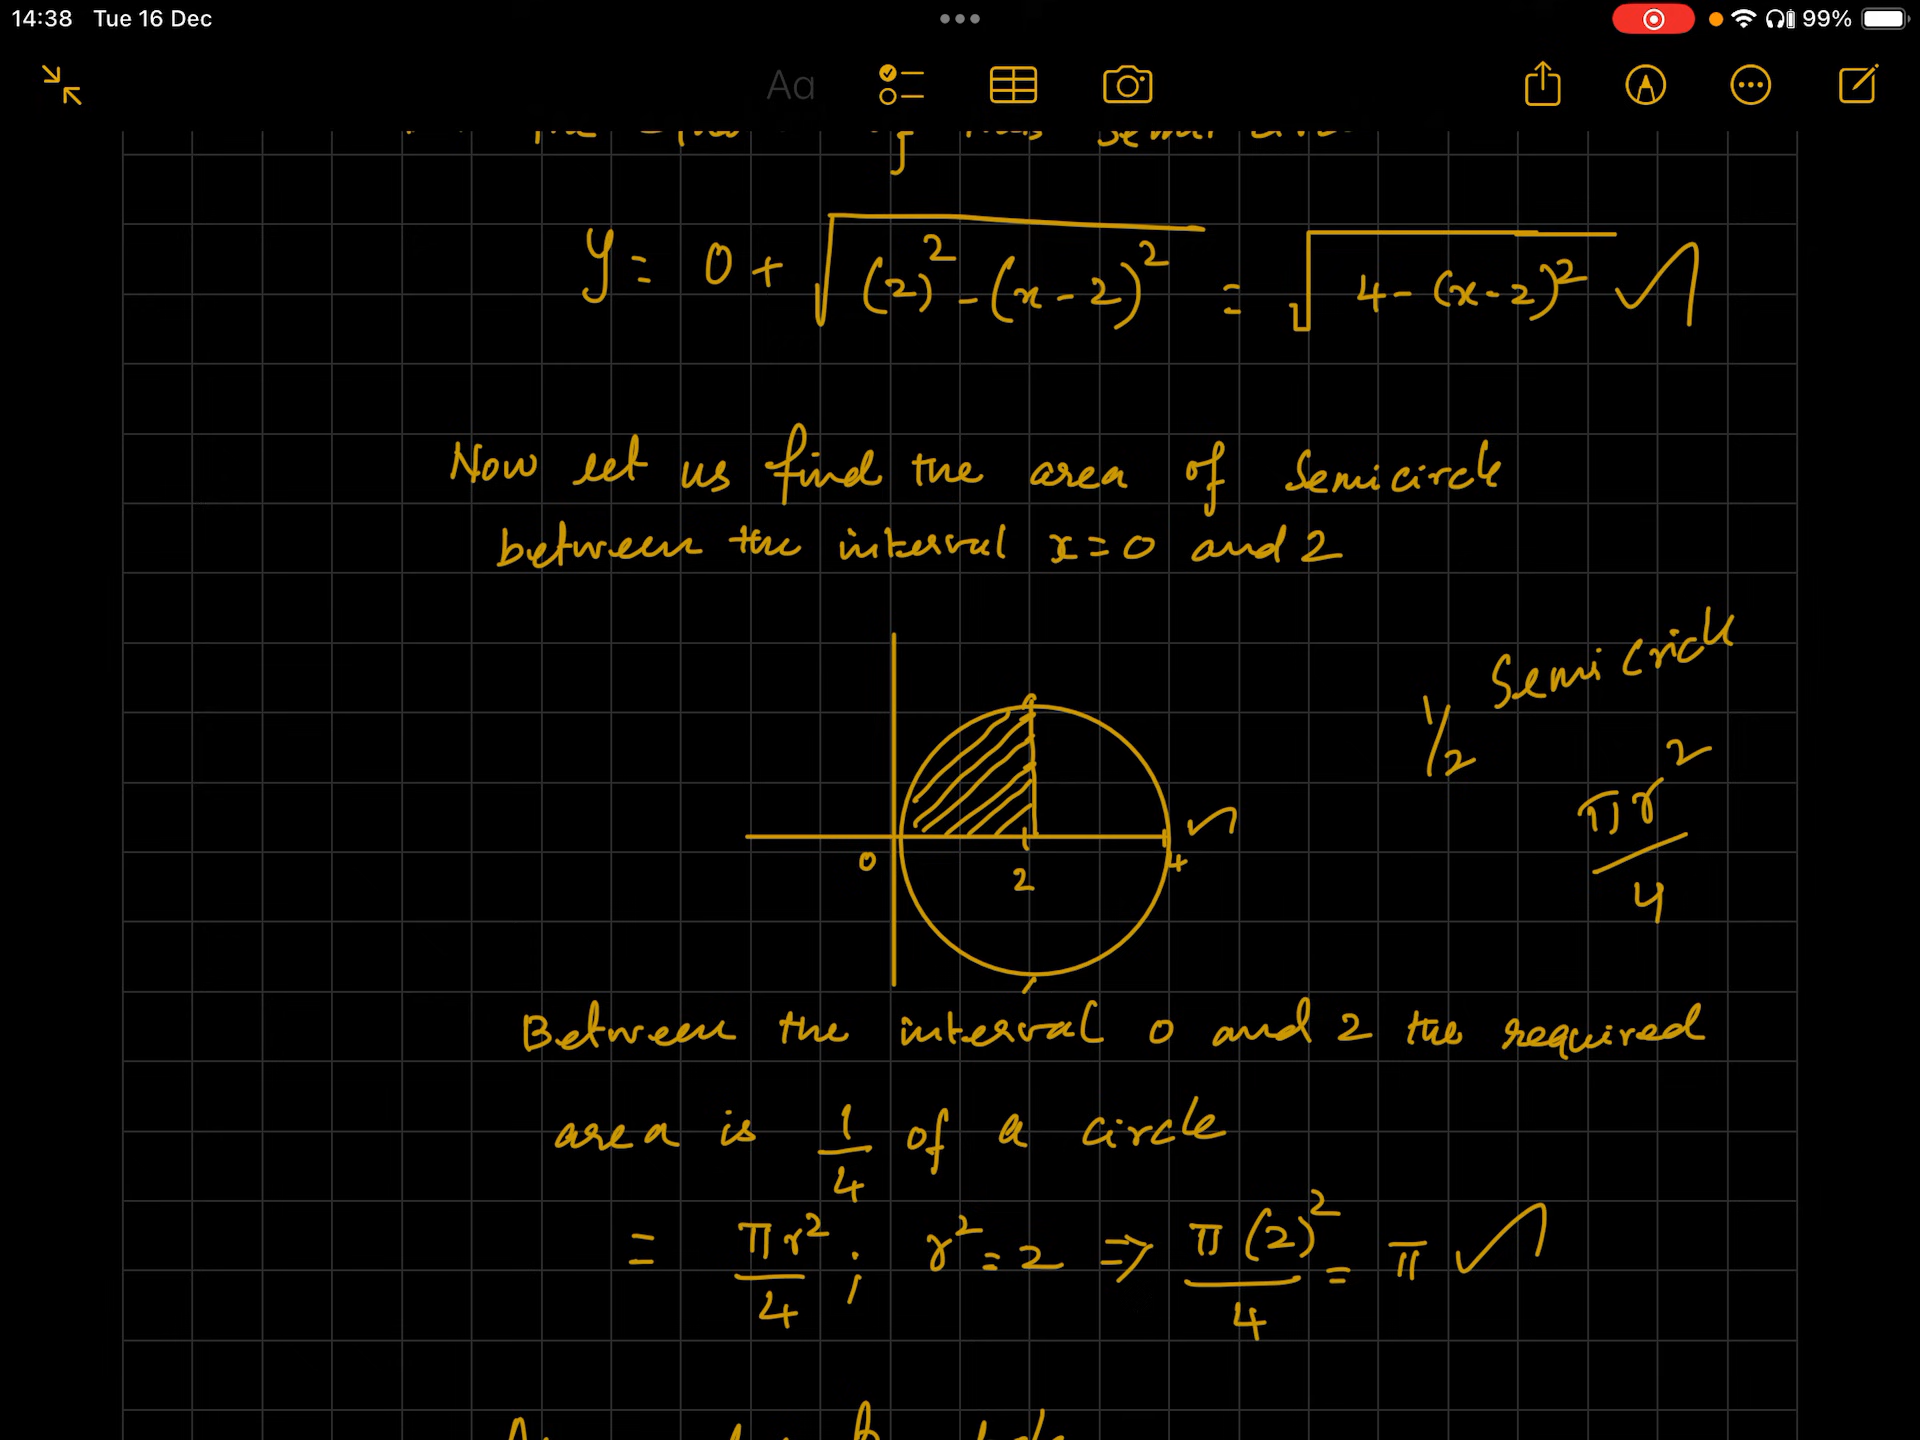 14:38 Tue 16 Dec
99%
Aa
y = 0 + √((2)² - (x - 2)²) = √(4 - (x - 2)²)
Now let us find the area of semicircle
between the interval x = 0 and 2
1/2 Semicricle
πr²/4
0 2 4
Between the interval 0 and 2 the required
area is 1/4 of a circle
= πr²/4 ; r² = 2 ⇒ π(2)²/4 = π